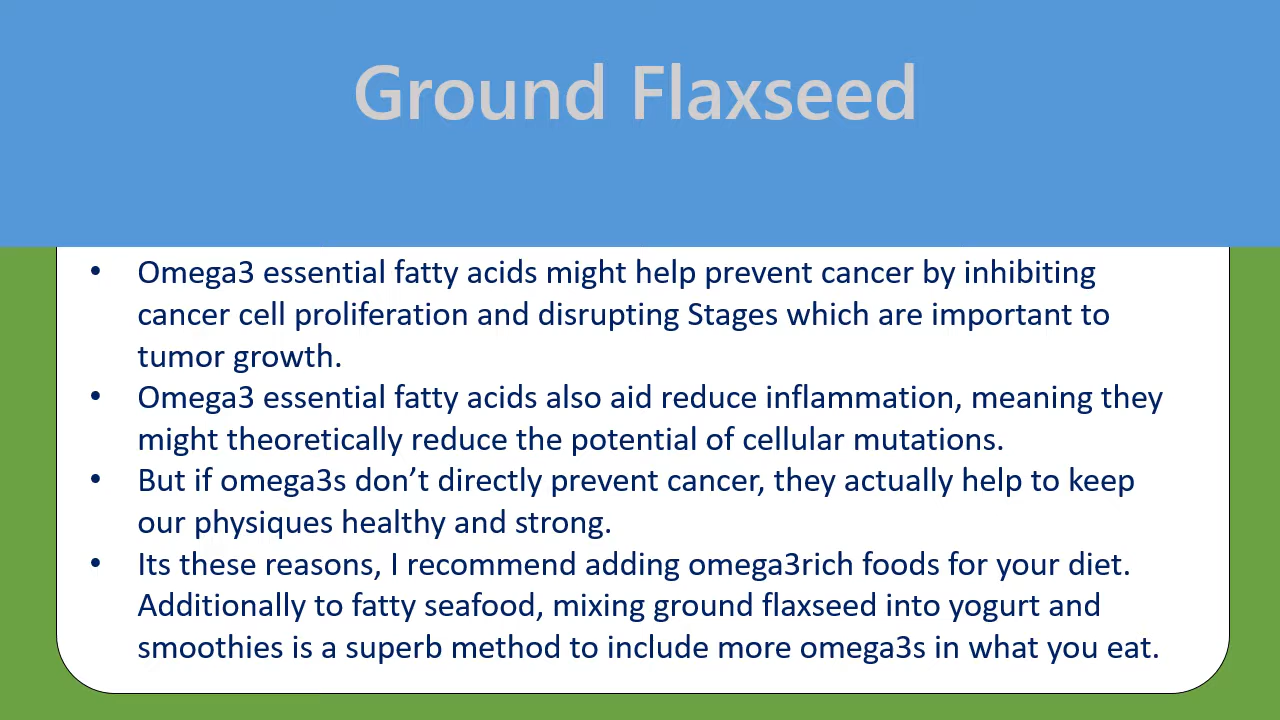 Ground Flaxseed
• Omega3 essential fatty acids might help prevent cancer by inhibiting
cancer cell proliferation and disrupting Stages which are important to
tumor growth.
• Omega3 essential fatty acids also aid reduce inflammation, meaning they
might theoretically reduce the potential of cellular mutations.
• But if omega3s don’t directly prevent cancer, they actually help to keep
our physiques healthy and strong.
• Its these reasons, I recommend adding omega3rich foods for your diet.
Additionally to fatty seafood, mixing ground flaxseed into yogurt and
smoothies is a superb method to include more omega3s in what you eat.